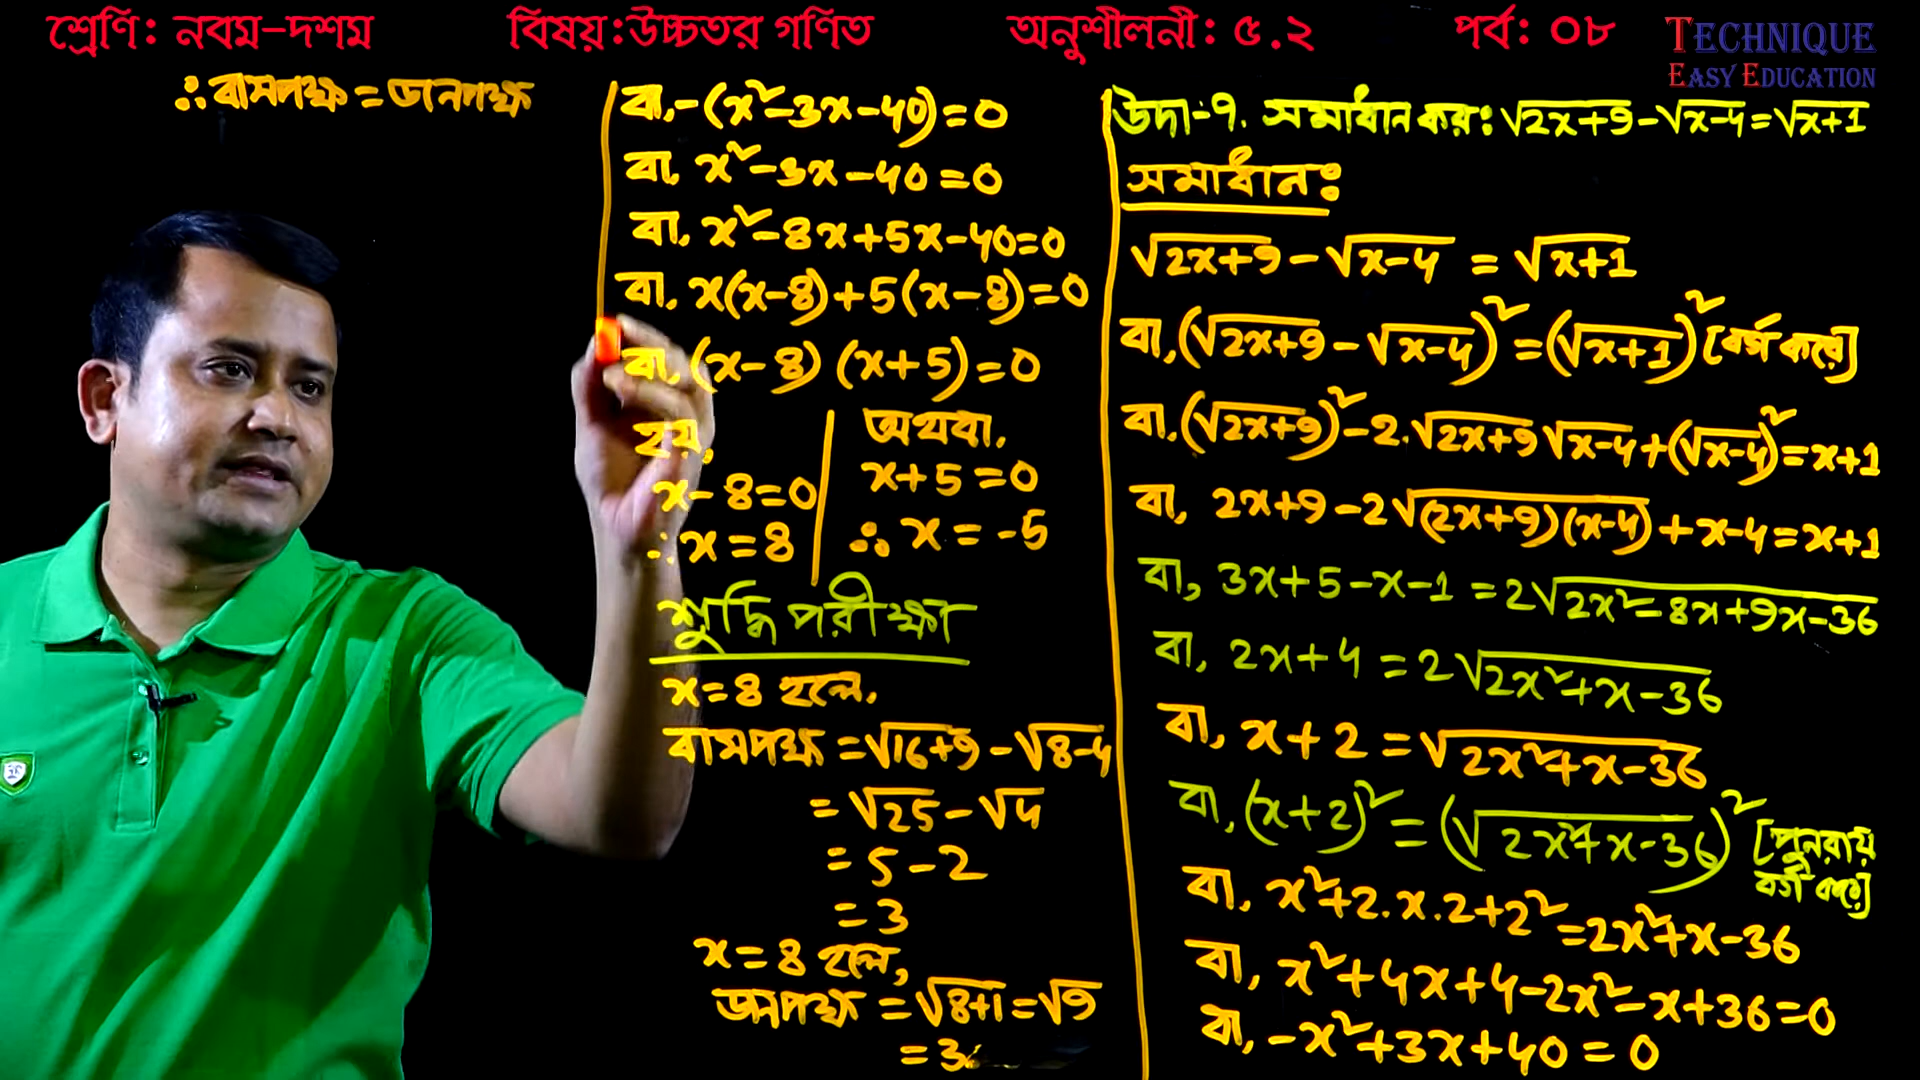 শ্রেণি: নবম-দশম বিষয়:উচ্চতর গণিত অনুশীলনী: ৫.২ পর্ব: ০৮
TECHNIQUE
EASY EDUCATION
উদা-৭. সমাধান কর: √2x+9-√x-4=√x+1
সমাধান:
√2x+9-√x-4 = √x+1
বা,(√2x+9-√x-4)²=(√x+1)² [বর্গ করে]
বা,(√2x+9)²-2.√2x+9√x-4+(√x-4)²=x+1
বা, 2x+9-2√(2x+9)(x-4)+x-4=x+1
বা, 3x+5-x-1=2√2x²-8x+9x-36
বা, 2x+4=2√2x²+x-36
বা, x+2=√2x²+x-36
বা,(x+2)²=(√2x²+x-36)² [পুনরায়
বর্গ করে]
বা, x²+2.x.2+2²=2x²+x-36
বা, x²+4x+4-2x²-x+36=0
বা,-x²+3x+40=0
বা,-(x²-3x-40)=0
বা, x²-3x-40=0
বা, x²-8x+5x-40=0
বা, x(x-8)+5(x-8)=0
বা,(x-8)(x+5)=0
হয়,
x-8=0
∴x=8
অথবা,
x+5=0
∴ x=-5
শুদ্ধি পরীক্ষা
x=8 হলে,
বামপক্ষ=√16+9-√8-4
=√25-√4
=5-2
=3
x=8 হলে,
ডানপক্ষ=√8+1=√9
=3
∴বামপক্ষ=ডানপক্ষ